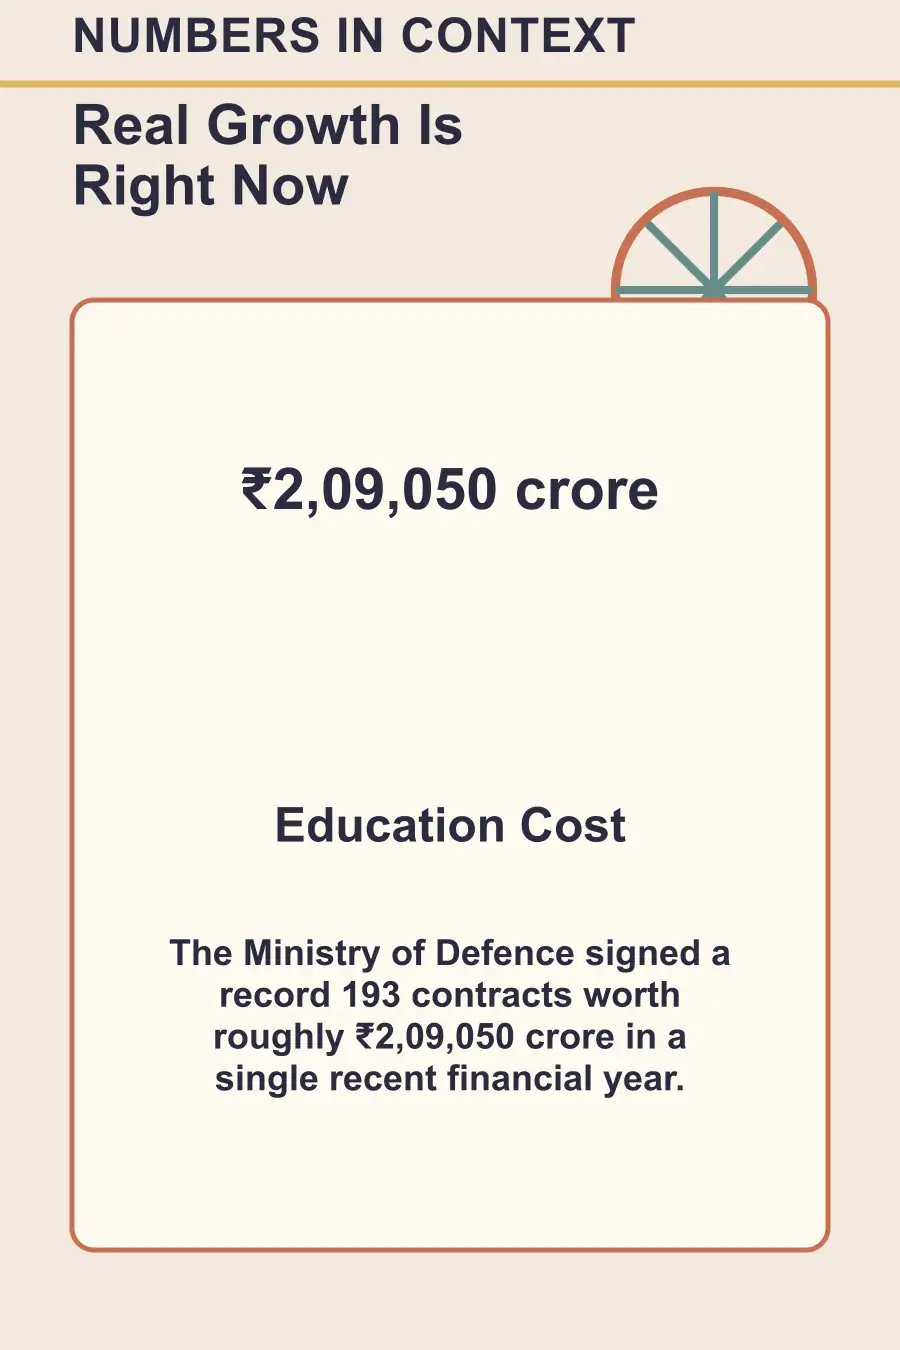 NUMBERS IN CONTEXT
Real Growth Is
Right Now
₹2,09,050 crore
Education Cost
The Ministry of Defence signed a
record 193 contracts worth
roughly ₹2,09,050 crore in a
single recent financial year.